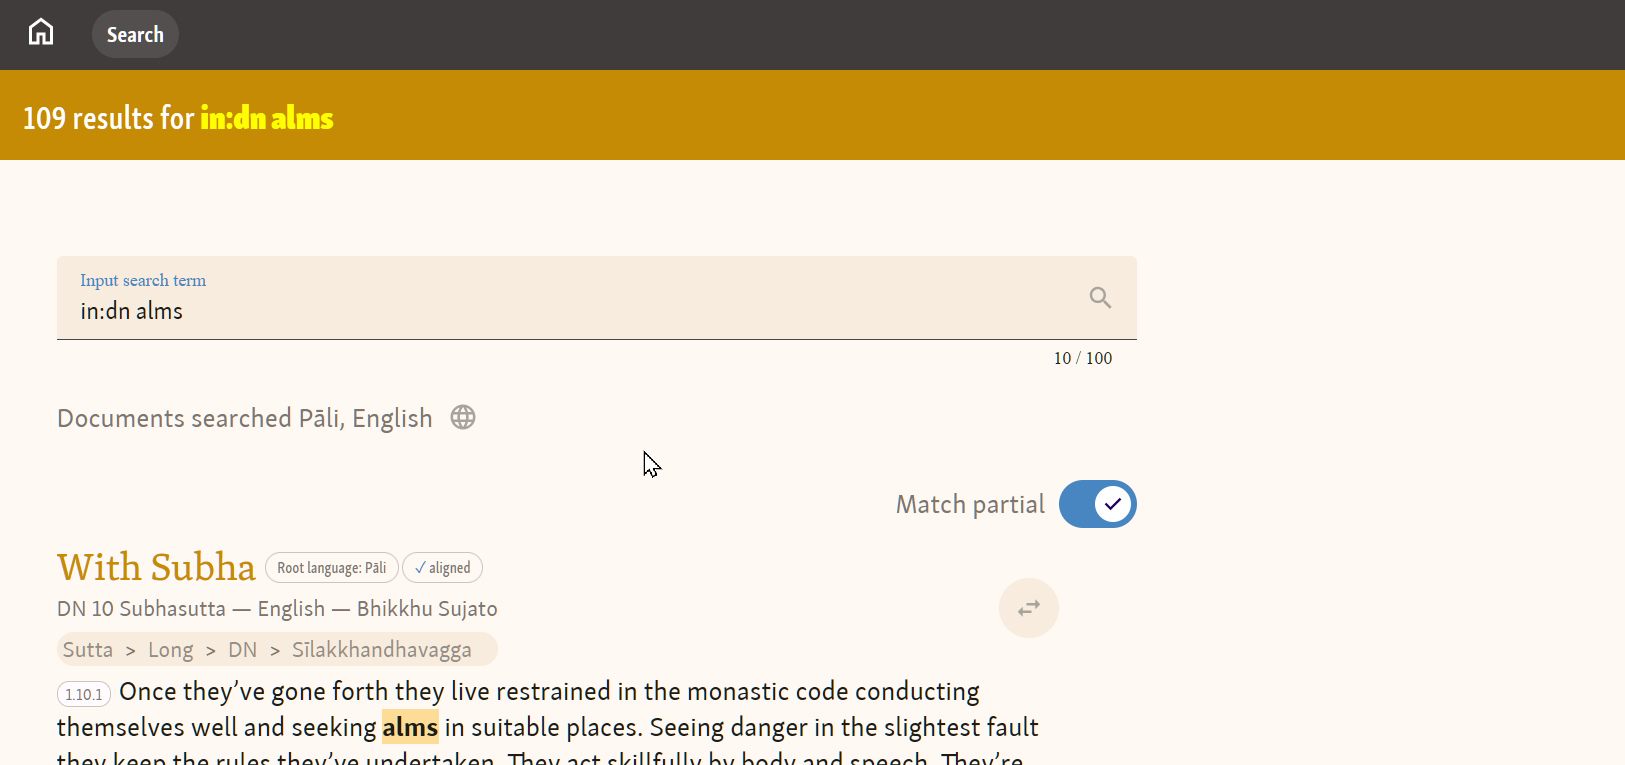 Search
109 results for in:dn alms
Input search term
in:dn alms
10 / 100
Documents searched Pāli, English
Match partial
With Subha Root language: Pāli ✓ aligned
DN 10 Subhasutta — English — Bhikkhu Sujato
Sutta > Long > DN > Sīlakkhandhavagga
1.10.1 Once they’ve gone forth they live restrained in the monastic code conducting
themselves well and seeking alms in suitable places. Seeing danger in the slightest fault
they keep the rules they’ve undertaken. They act skillfully by body and speech. They’re